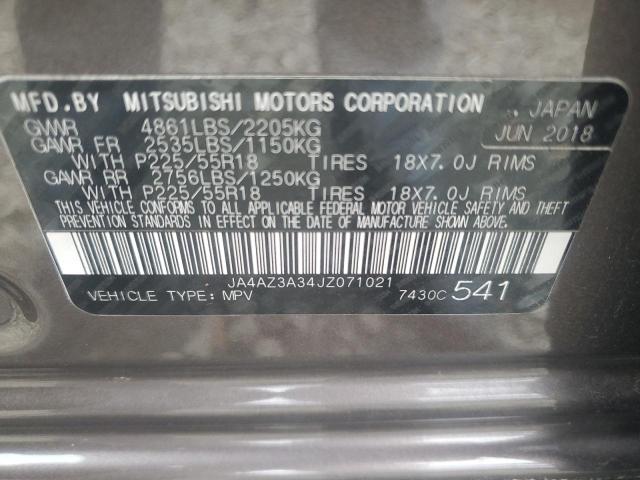 MFD.BY MITSUBISHI MOTORS CORPORATION JAPAN
GVWR 4861LBS/2205KG JUN 2018
GAWR FR 2535LBS/1150KG
WITH P225/55R18 TIRES 18X7.0J RIMS
GAWR RR 2756LBS/1250KG
WITH P225/55R18 TIRES 18X7.0J RIMS
THIS VEHICLE CONFORMS TO ALL APPLICABLE FEDERAL MOTOR VEHICLE SAFETY AND THEFT
PREVENTION STANDARDS IN EFFECT ON THE DATE OF MANUFACTURE SHOWN ABOVE.
JA4AZ3A34JZ071021
VEHICLE TYPE: MPV 7430C 541